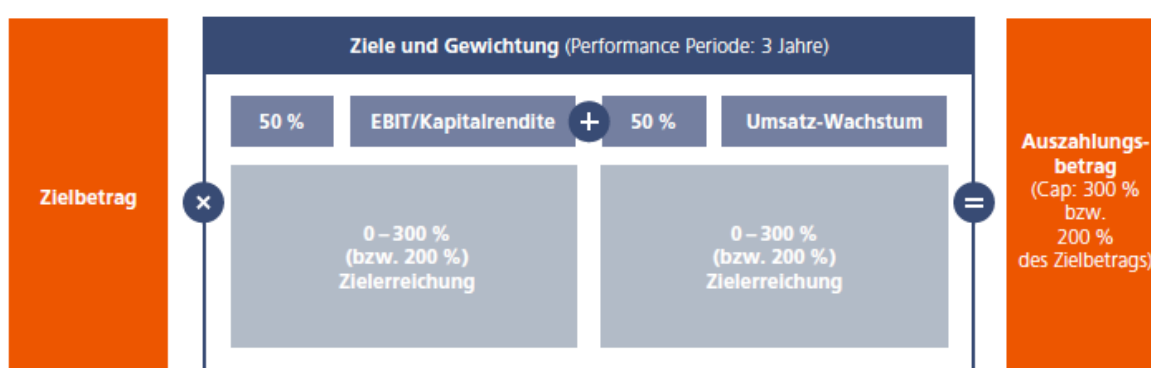 Ziele und Gewichtung (Performance Periode: 3 Jahre)
50 %
EBIT/Kapitalrendite
+
50 %
Umsatz-Wachstum
Zielbetrag
×
0 – 300 %
(bzw. 200 %)
Zielerreichung
0 – 300 %
(bzw. 200 %)
Zielerreichung
=
Auszahlungs-
betrag
(Cap: 300 %
bzw.
200 %
des Zielbetrags)